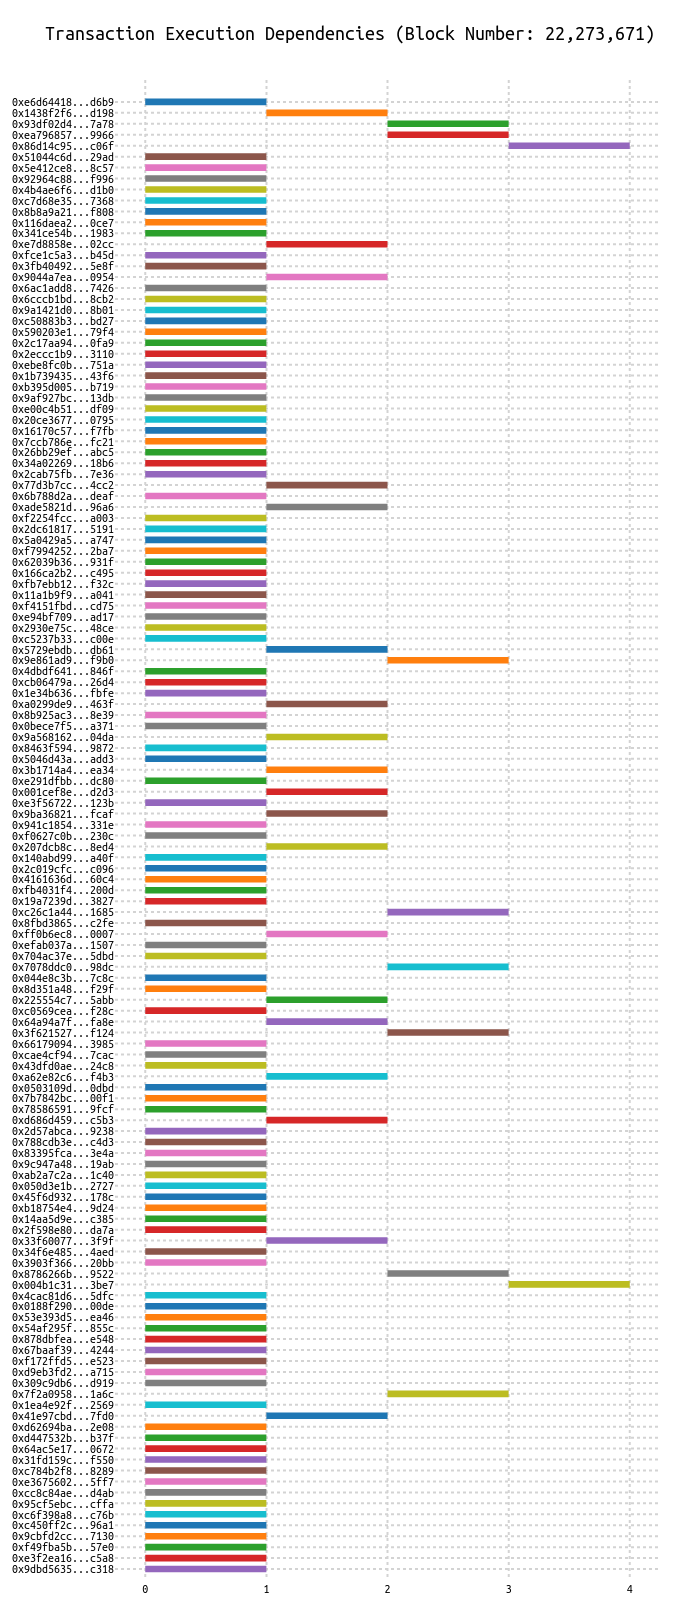 Transaction Execution Dependencies (Block Number: 22,273,671)
0xe6d64418...d6b9
0x1438f2f6...d198
0x93df02d4...7a78
0xea796857...9966
0x86d14c95...c06f
0x51044c6d...29ad
0x5e412ce8...8c57
0x92964c88...f996
0x4b4ae6f6...d1b0
0xc7d68e35...7368
0x8b8a9a21...f808
0x116daea2...0ce7
0x341ce54b...1983
0xe7d8858e...02cc
0xfce1c5a3...b45d
0x3fb40492...5e8f
0x9044a7ea...0954
0x6ac1add8...7426
0x6cccb1bd...8cb2
0x9a1421d0...8b01
0xc50883b3...bd27
0x590203e1...79f4
0x2c17aa94...0fa9
0x2eccc1b9...3110
0xebe8fc0b...751a
0x1b739435...43f6
0xb395d005...b719
0x9af927bc...13db
0xe00c4b51...df09
0x20ce3677...0795
0x16170c57...f7fb
0x7ccb786e...fc21
0x26bb29ef...abc5
0x34a02269...18b6
0x2cab75fb...7e36
0x77d3b7cc...4cc2
0x6b788d2a...deaf
0xade5821d...96a6
0xf2254fcc...a003
0x2dc61817...5191
0x5a0429a5...a747
0xf7994252...2ba7
0x62039b36...931f
0x166ca2b2...c495
0xfb7ebb12...f32c
0x11a1b9f9...a041
0xf4151fbd...cd75
0xe94bf709...ad17
0x2930e75c...48ce
0xc5237b33...c00e
0x5729ebdb...db61
0x9e861ad9...f9b0
0x4dbdf641...846f
0xcb06479a...26d4
0x1e34b636...fbfe
0xa0299de9...463f
0x8b925ac3...8e39
0x0bece7f5...a371
0x9a568162...04da
0x8463f594...9872
0x5046d43a...add3
0x3b1714a4...ea34
0xe291dfbb...dc80
0x001cef8e...d2d3
0xe3f56722...123b
0x9ba36821...fcaf
0x941c1854...331e
0xf0627c0b...230c
0x207dcb8c...8ed4
0x140abd99...a40f
0x2c019cfc...c096
0x4161636d...60c4
0xfb4031f4...200d
0x19a7239d...3827
0xc26c1a44...1685
0x8fbd3865...c2fe
0xff0b6ec8...0007
0xefab037a...1507
0x704ac37e...5dbd
0x7078ddc0...98dc
0x044e8c3b...7c8c
0x8d351a48...f29f
0x225554c7...5abb
0xc0569cea...f28c
0x64a94a7f...fa8e
0x3f621527...f124
0x66179094...3985
0xcae4cf94...7cac
0x43dfd0ae...24c8
0xa62e82c6...f4b3
0x0503109d...0dbd
0x7b7842bc...00f1
0x78586591...9fcf
0xd686d459...c5b3
0x2d57abca...9238
0x788cdb3e...c4d3
0x83395fca...3e4a
0x9c947a48...19ab
0xab2a7c2a...1c40
0x050d3e1b...2727
0x45f6d932...178c
0xb18754e4...9d24
0x14aa5d9e...c385
0x2f598e80...da7a
0x33f60077...3f9f
0x34f6e485...4aed
0x3903f366...20bb
0x8786266b...9522
0x004b1c31...3be7
0x4cac81d6...5dfc
0x0188f290...00de
0x53e393d5...ea46
0x54af295f...855c
0x878dbfea...e548
0x67baaf39...4244
0xf172ffd5...e523
0xd9eb3fd2...a715
0x309c9db6...d919
0x7f2a0958...1a6c
0x1ea4e92f...2569
0x41e97cbd...7fd0
0xd62694ba...2e08
0xd447532b...b37f
0x64ac5e17...0672
0x31fd159c...f550
0xc784b2f8...8289
0xe3675602...5ff7
0xcc8c84ae...d4ab
0x95cf5ebc...cffa
0xc6f398a8...c76b
0xc450ff2c...96a1
0x9cbfd2cc...7130
0xf49fba5b...57e0
0xe3f2ea16...c5a8
0x9dbd5635...c318
0 1 2 3 4